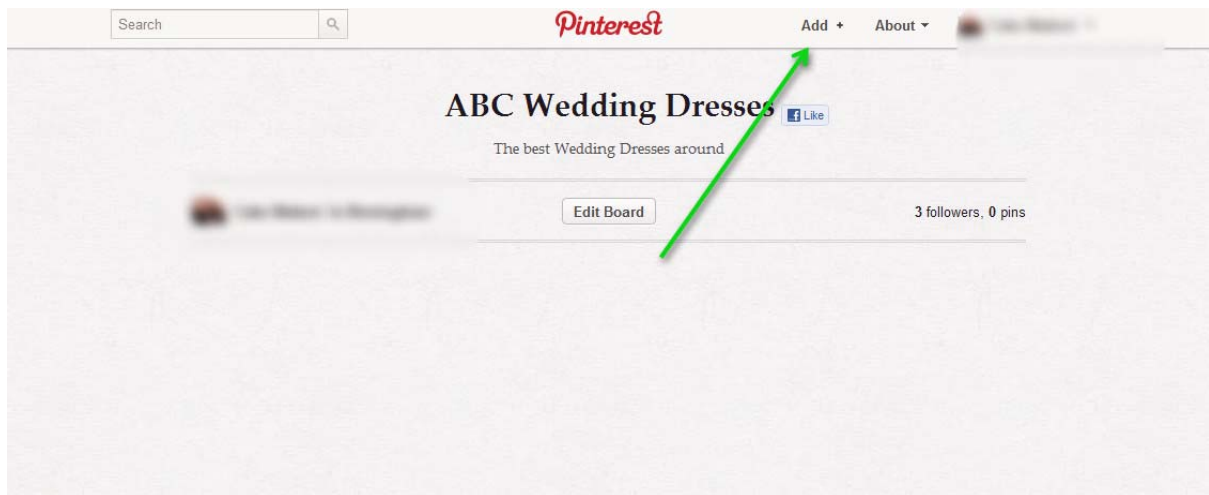 Search Pinterest Add + About
ABC Wedding Dresses Like
The best Wedding Dresses around
Edit Board 3 followers, 0 pins